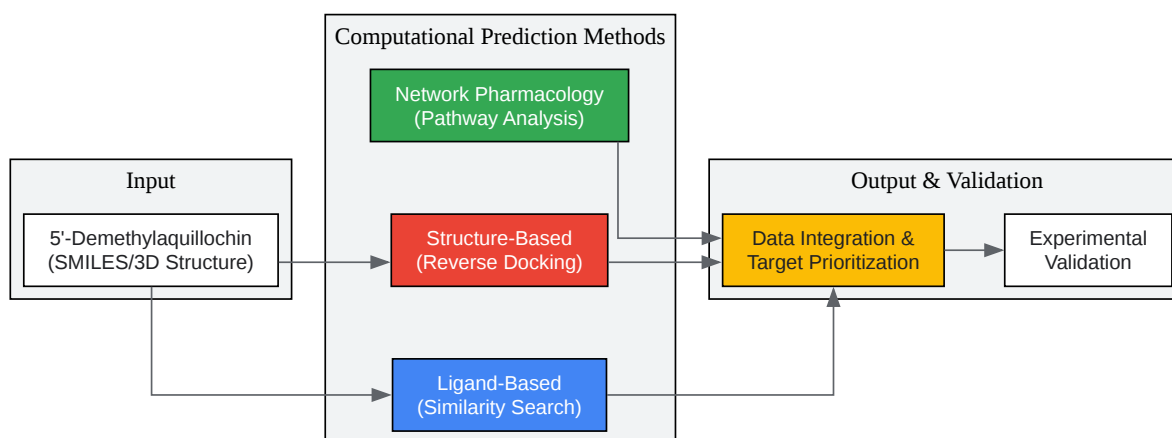 Computational Prediction Methods
Network Pharmacology
(Pathway Analysis)
Input
Output & Validation
5'-Demethylaquillochin
(SMILES/3D Structure)
Structure-Based
(Reverse Docking)
Data Integration &
Target Prioritization
Experimental
Validation
Ligand-Based
(Similarity Search)